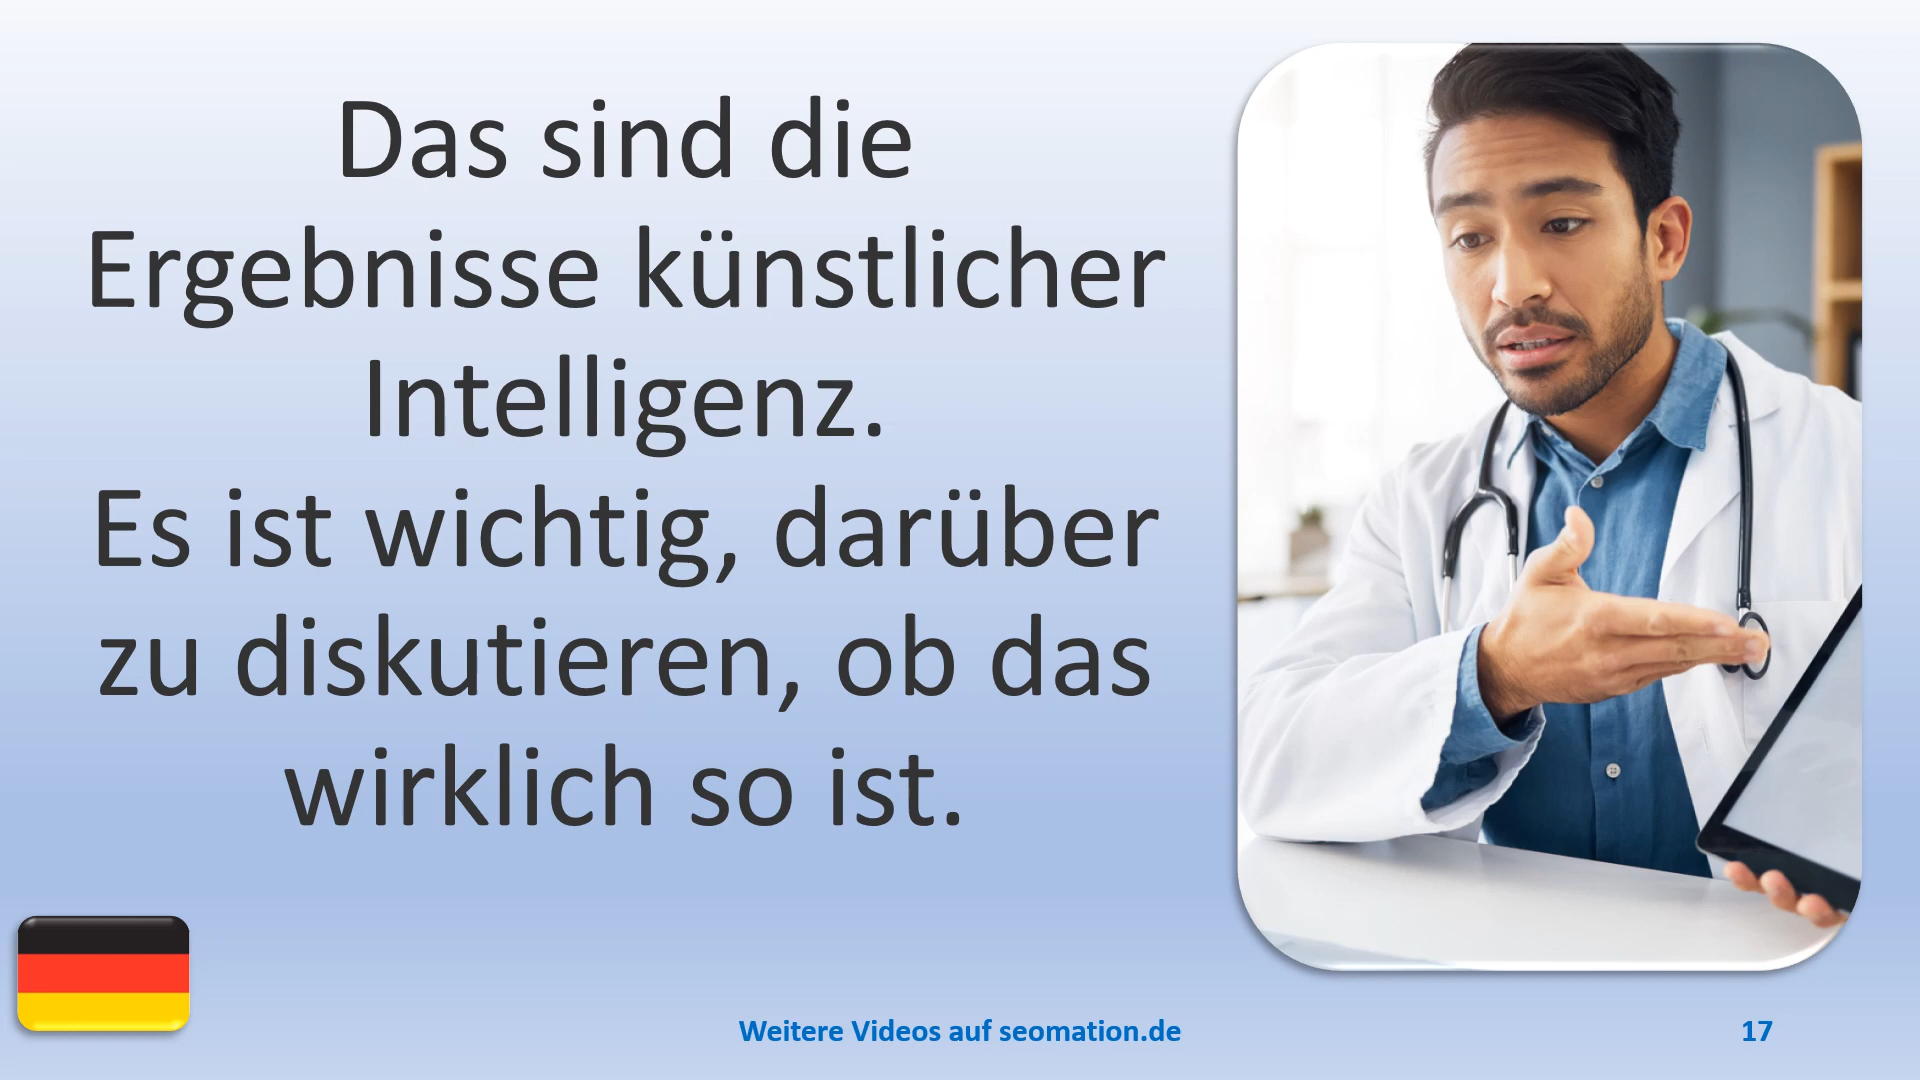 Das sind die
Ergebnisse künstlicher
Intelligenz.
Es ist wichtig, darüber
zu diskutieren, ob das
wirklich so ist.
Weitere Videos auf seomation.de
17